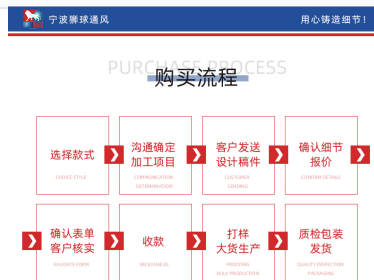 宁波狮球通风
用心铸造细节！
PURCHASE PROCESS
购买流程
选择款式
CHOICE STYLE
沟通确定
加工项目
COMMUNICATION
DETERMINATION
客户发送
设计稿件
CUSTOMER
SENDING
确认细节
报价
CONFIRM DETAILS
确认表单
客户核实
VALIDATE FORM
收款
RECEIVABLES
打样
大货生产
PROOFING
BULK PRODUCTION
质检包装
发货
QUALITY INSPECTION
PACKAGING